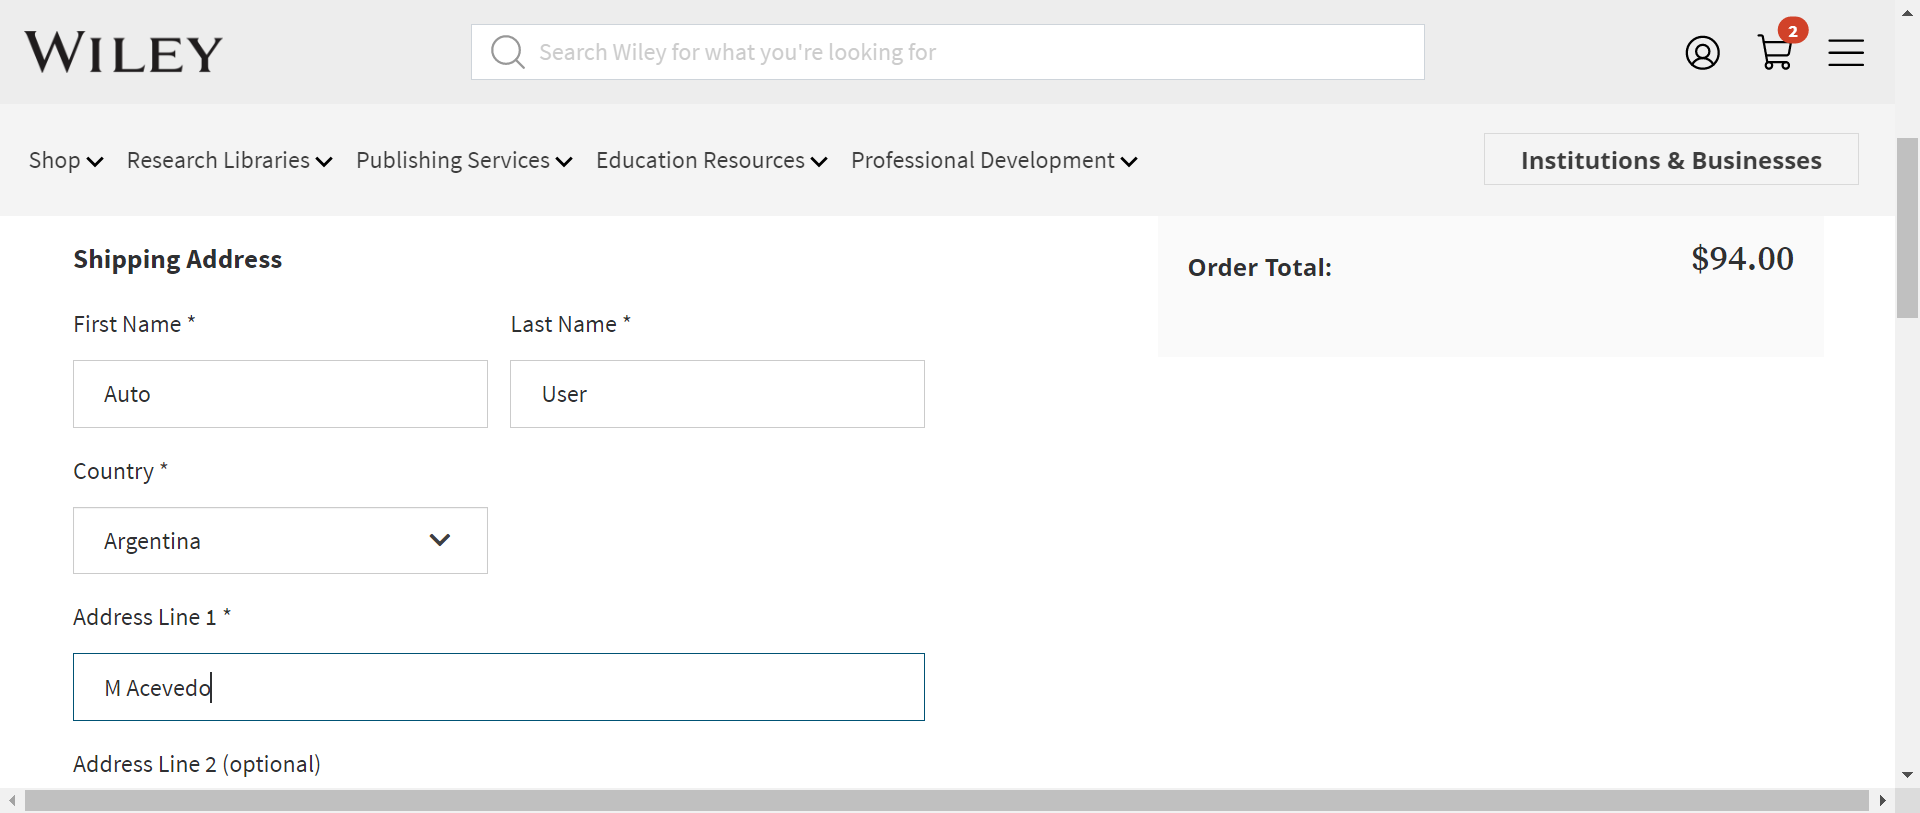 WILEY
Search Wiley for what you're looking for
2
Shop
Research Libraries
Publishing Services
Education Resources
Professional Development
Institutions & Businesses
Shipping Address
Order Total:
$94.00
First Name *
Last Name *
Auto
User
Country *
Argentina
Address Line 1 *
M Acevedo
Address Line 2 (optional)